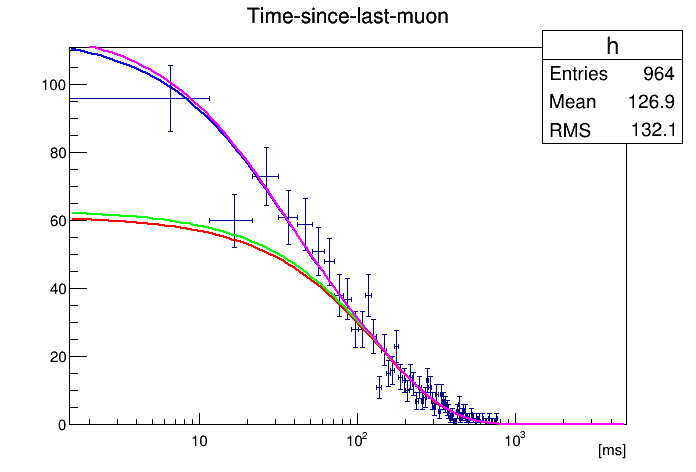 Time-since-last-muon
h
Entries 964
Mean 126.9
RMS 132.1
100
80
60
40
20
0
10 10² 10³
[ms]